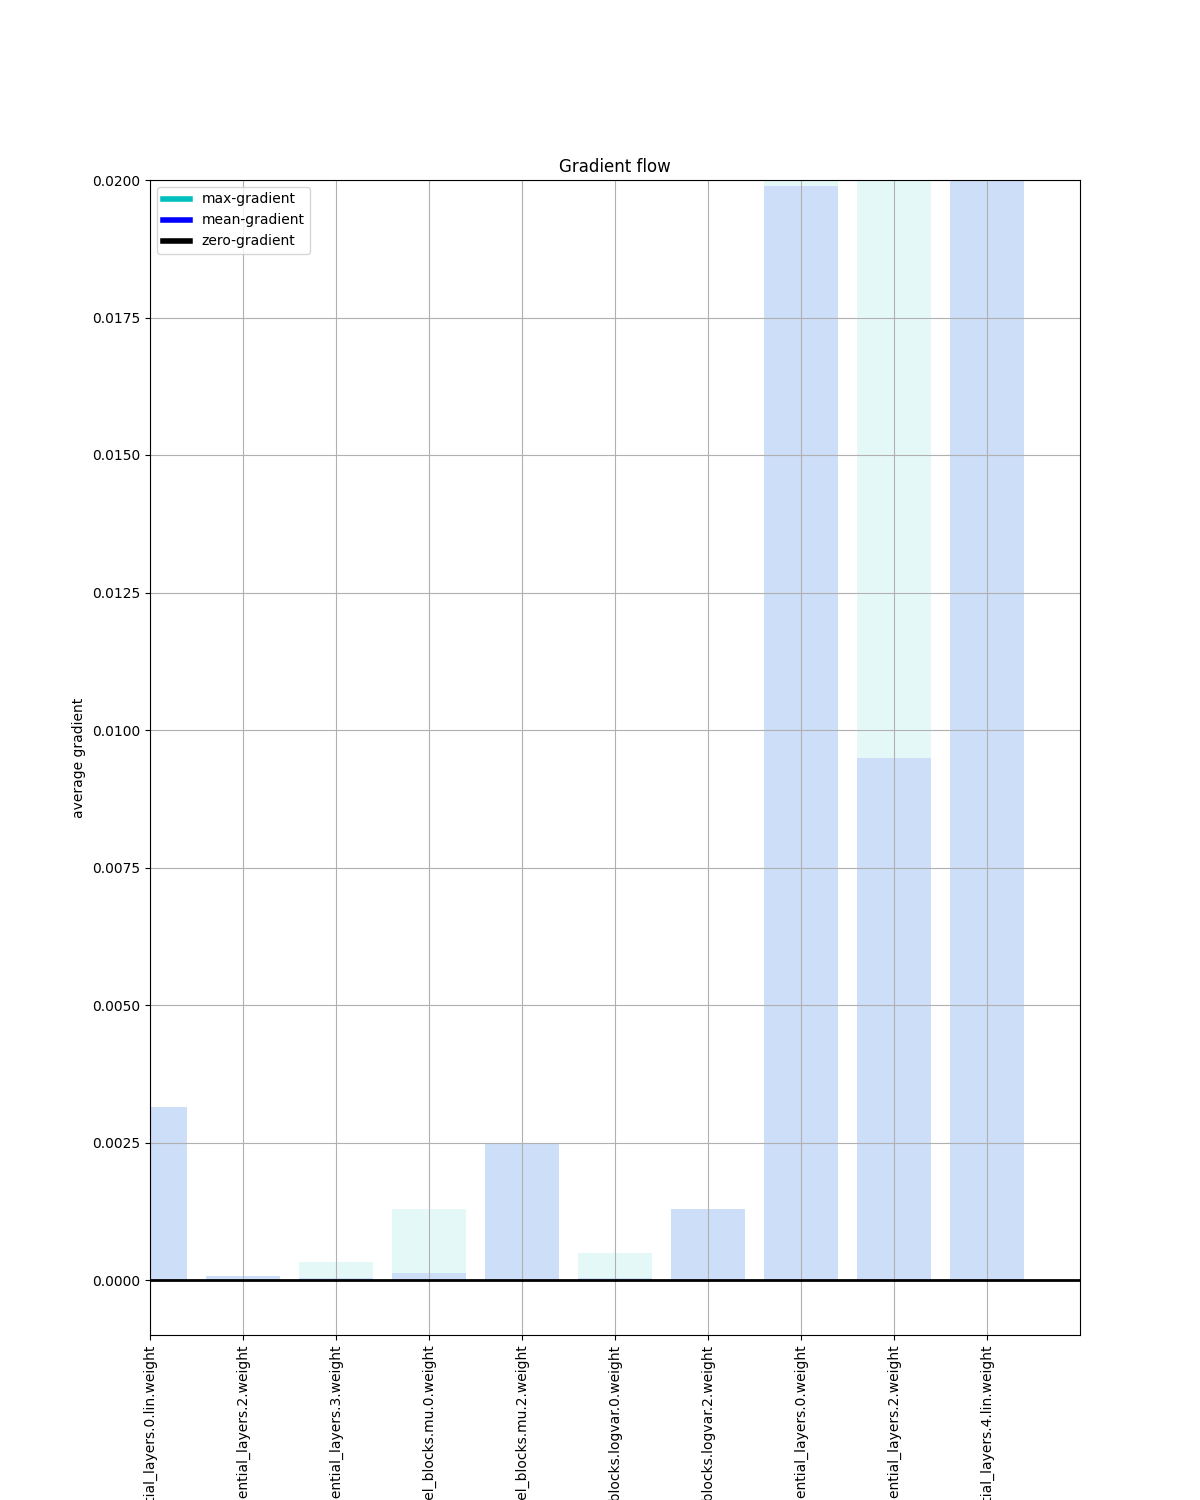 Gradient flow
max-gradient
mean-gradient
zero-gradient
0.0200
0.0175
0.0150
0.0125
0.0100
0.0075
0.0050
0.0025
0.0000
average gradient
tial_layers.0.lin.weight
ential_layers.2.weight
ential_layers.3.weight
el_blocks.mu.0.weight
el_blocks.mu.2.weight
blocks.logvar.0.weight
blocks.logvar.2.weight
ential_layers.0.weight
ential_layers.2.weight
tial_layers.4.lin.weight